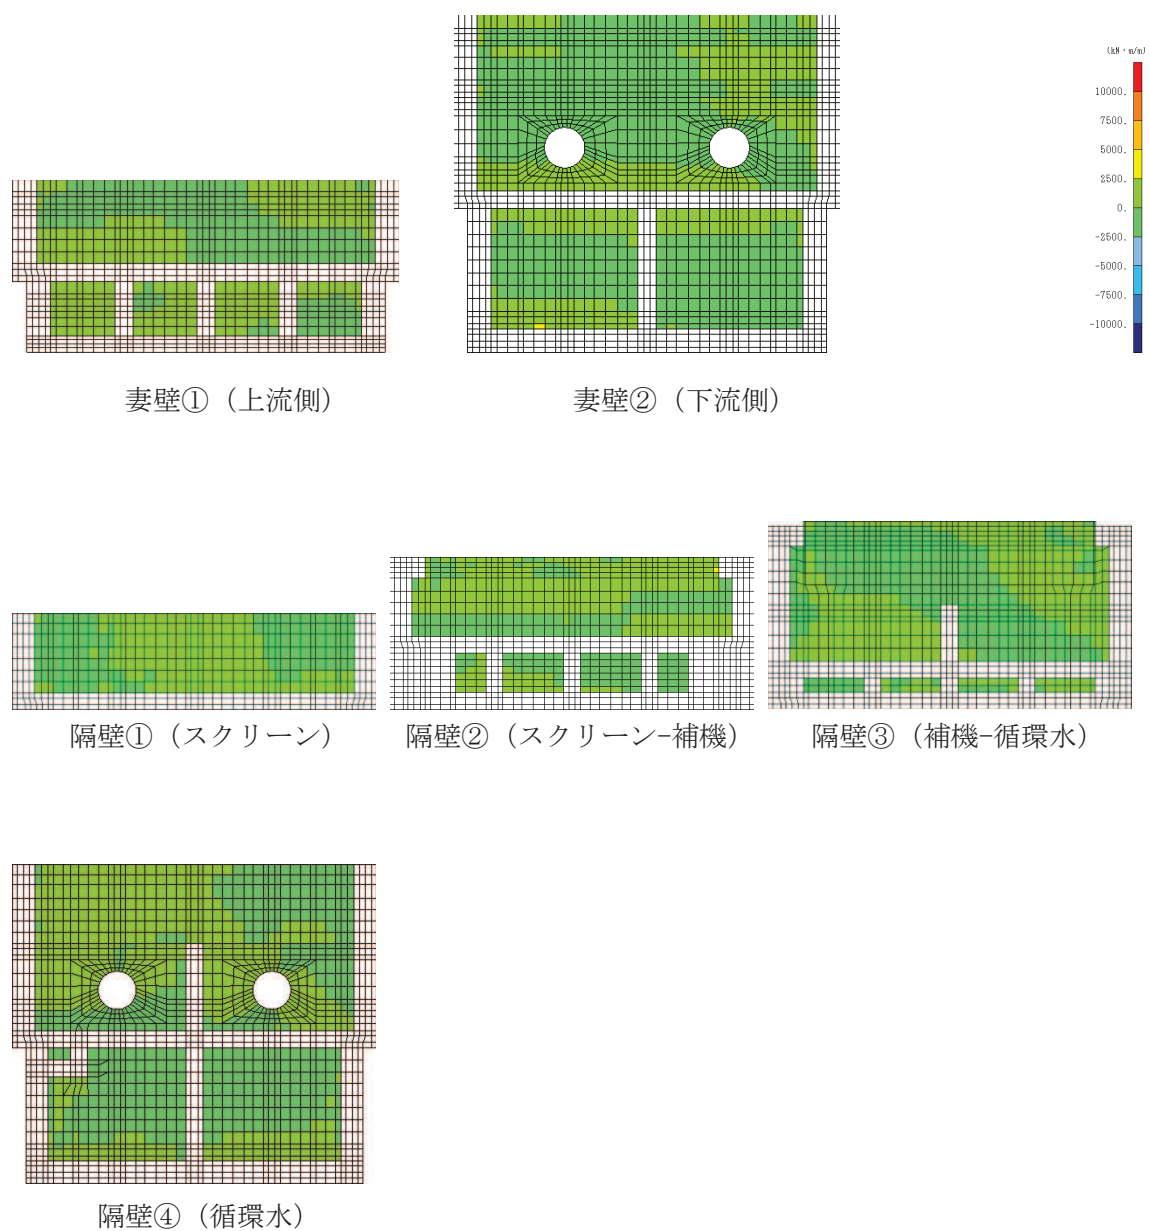 (kN・m/m)
10000.
7500.
5000.
2500.
0.
-2500.
-5000.
-7500.
-10000.
妻壁①（上流側）
妻壁②（下流側）
隔壁①（スクリーン）
隔壁②（スクリーン−補機）
隔壁③（補機−循環水）
隔壁④（循環水）